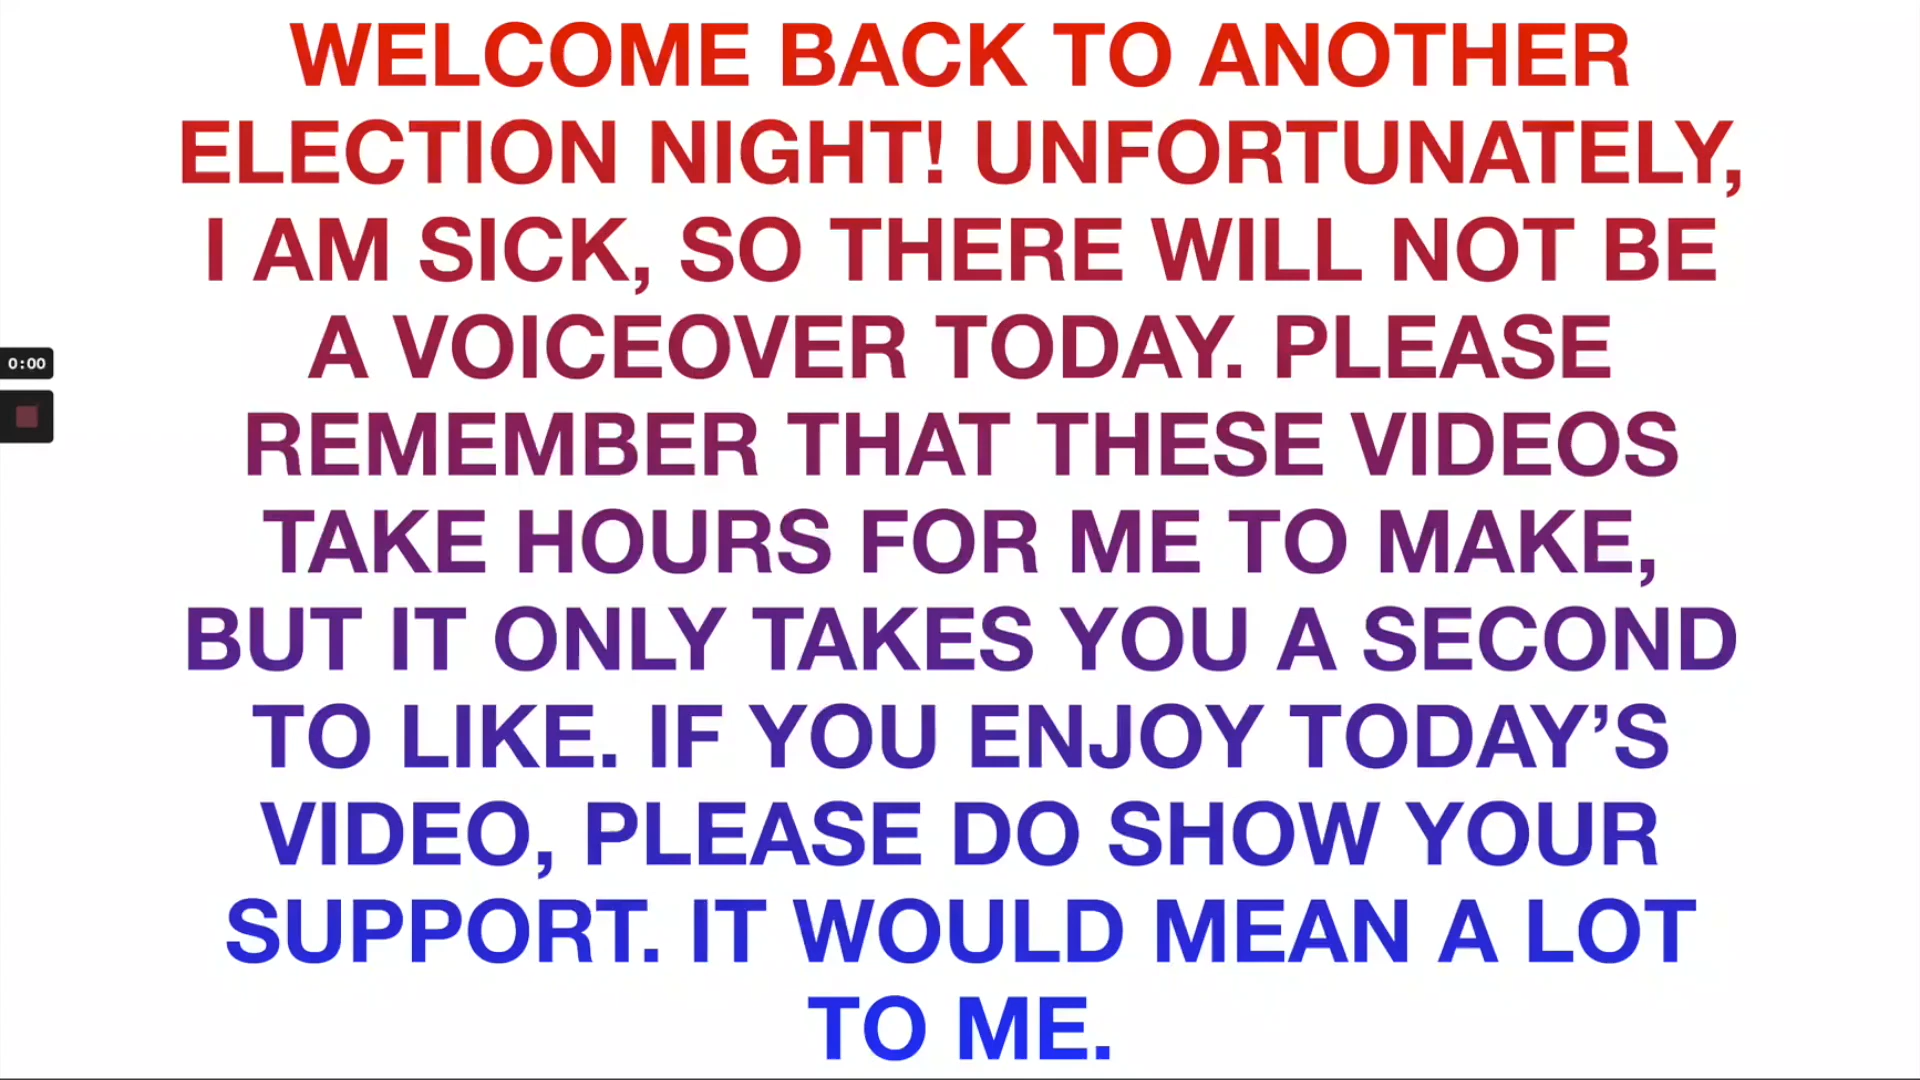 WELCOME BACK TO ANOTHER
ELECTION NIGHT! UNFORTUNATELY,
I AM SICK, SO THERE WILL NOT BE
A VOICEOVER TODAY. PLEASE
REMEMBER THAT THESE VIDEOS
TAKE HOURS FOR ME TO MAKE,
BUT IT ONLY TAKES YOU A SECOND
TO LIKE. IF YOU ENJOY TODAY’S
VIDEO, PLEASE DO SHOW YOUR
SUPPORT. IT WOULD MEAN A LOT
TO ME.
0:00